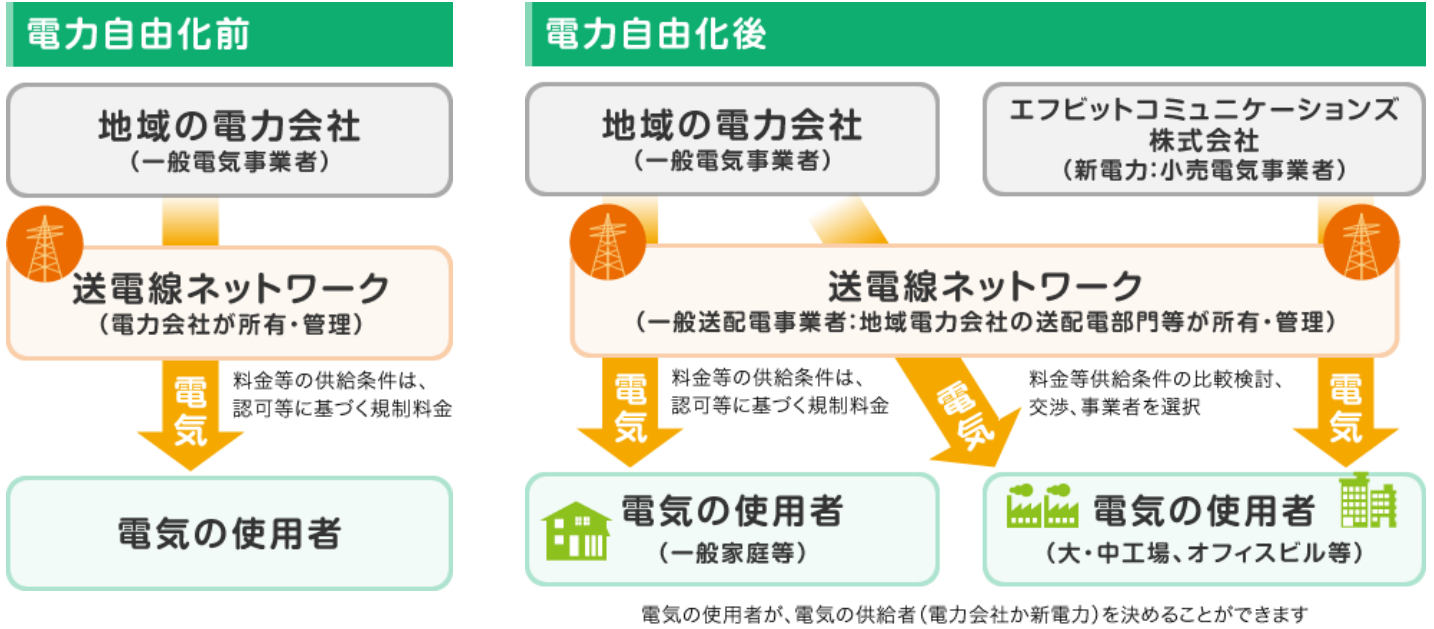 電力自由化前
地域の電力会社
(一般電気事業者)
送電線ネットワーク
(電力会社が所有・管理)
電気
料金等の供給条件は、
認可等に基づく規制料金
電気の使用者
電力自由化後
地域の電力会社
(一般電気事業者)
エフビットコミュニケーションズ
株式会社
(新電力:小売電気事業者)
送電線ネットワーク
(一般送配電事業者:地域電力会社の送配電部門等が所有・管理)
電気
料金等の供給条件は、
認可等に基づく規制料金
電気
料金等供給条件の比較検討、
交渉、事業者を選択
電気
電気の使用者
(一般家庭等)
電気の使用者
(大・中工場、オフィスビル等)
電気の使用者が、電気の供給者(電力会社か新電力)を決めることができます